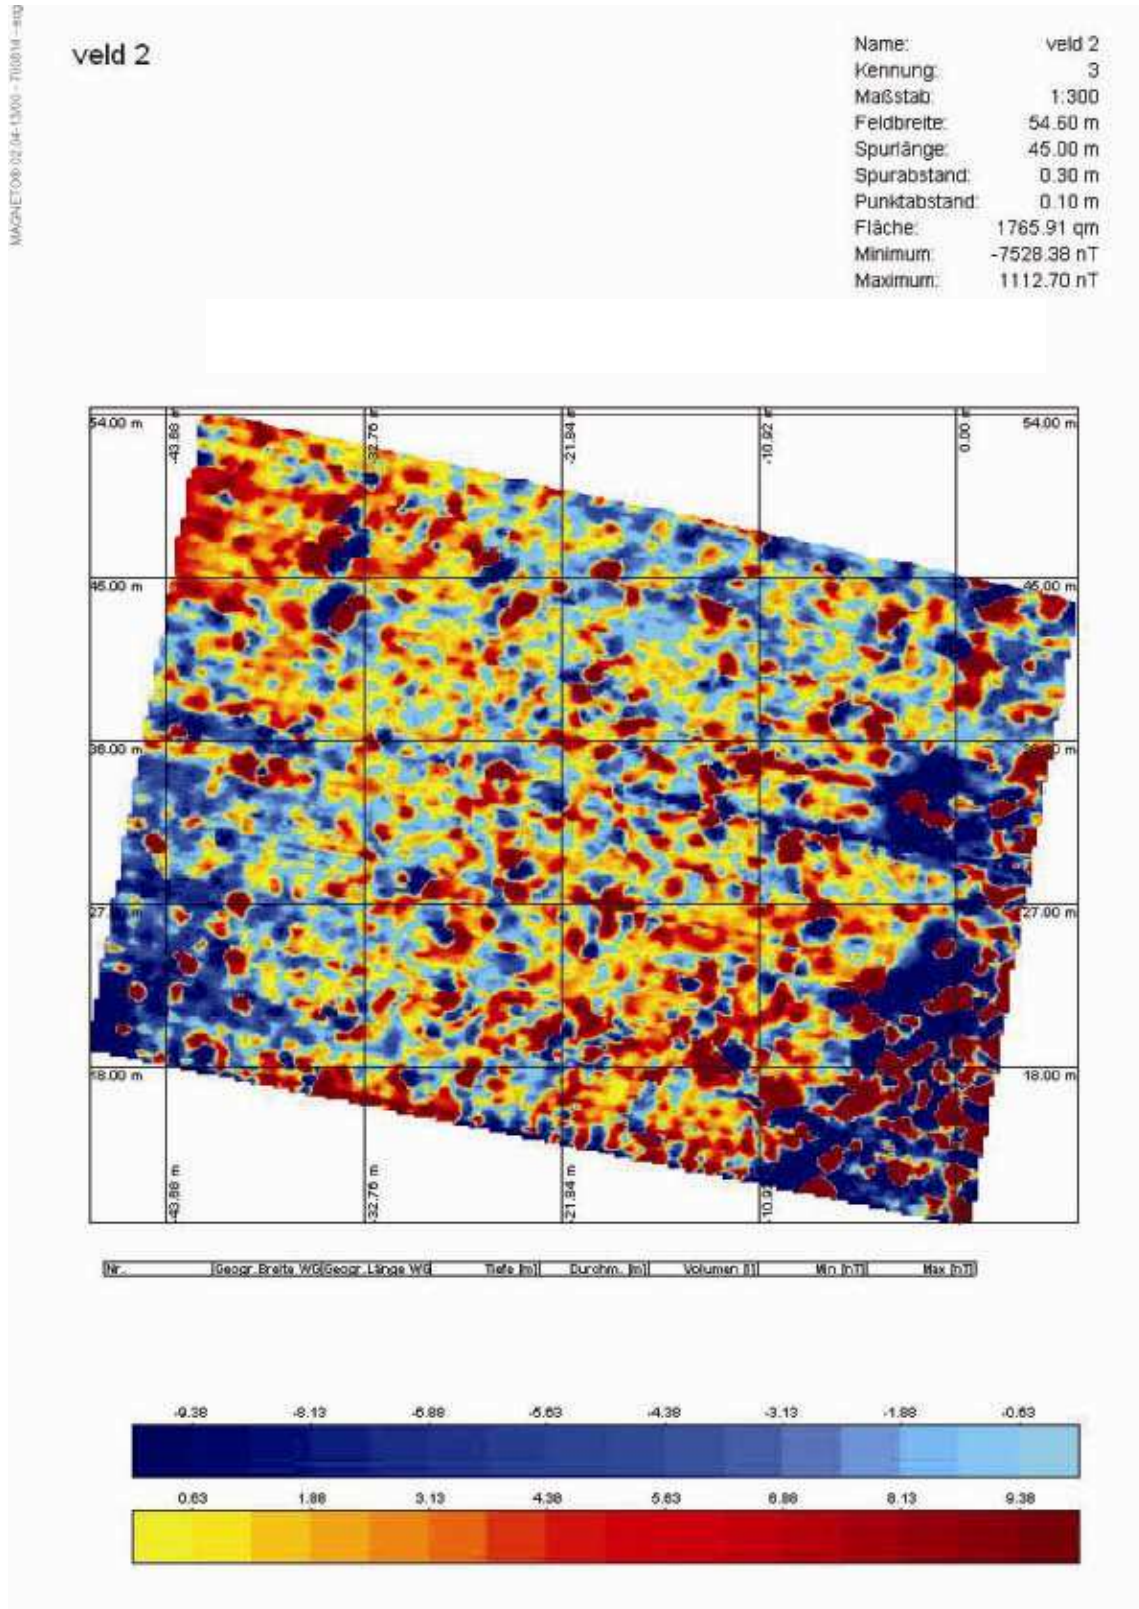 veld 2
Name: veld 2
Kennung: 3
Maßstab: 1:300
Feldbreite: 54.60 m
Spurlänge: 45.00 m
Spurabstand: 0.30 m
Punktabstand: 0.10 m
Fläche: 1765.91 qm
Minimum: -7528.38 nT
Maximum: 1112.70 nT
54.00 m -43.68 m -32.76 m -21.84 m -10.92 m 0.00 m 54.00 m
45.00 m 45.00 m
36.00 m
27.00 m
18.00 m 18.00 m
-43.68 m -32.76 m -21.84 m
Nr. Geogr.Breite WG Geogr.Länge WG Tiefe [m] Durchm. [m] Volumen [l] Min [nT] Max [nT]
-9.38 -8.13 -6.88 -5.63 -4.38 -3.13 -1.88 -0.63
0.63 1.88 3.13 4.38 5.63 6.88 8.13 9.38